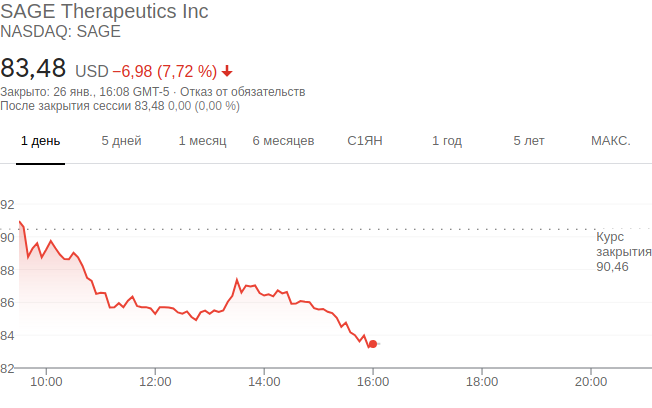 SAGE Therapeutics Inc
NASDAQ: SAGE
83,48 USD −6,98 (7,72 %)
Закрыто: 26 янв., 16:08 GMT-5 · Отказ от обязательств
После закрытия сессии 83,48 0,00 (0,00 %)
1 день 5 дней 1 месяц 6 месяцев С1ЯН 1 год 5 лет МАКС.
92
90
88
86
84
82
Курс
закрытия
90,46
10:00 12:00 14:00 16:00 18:00 20:00